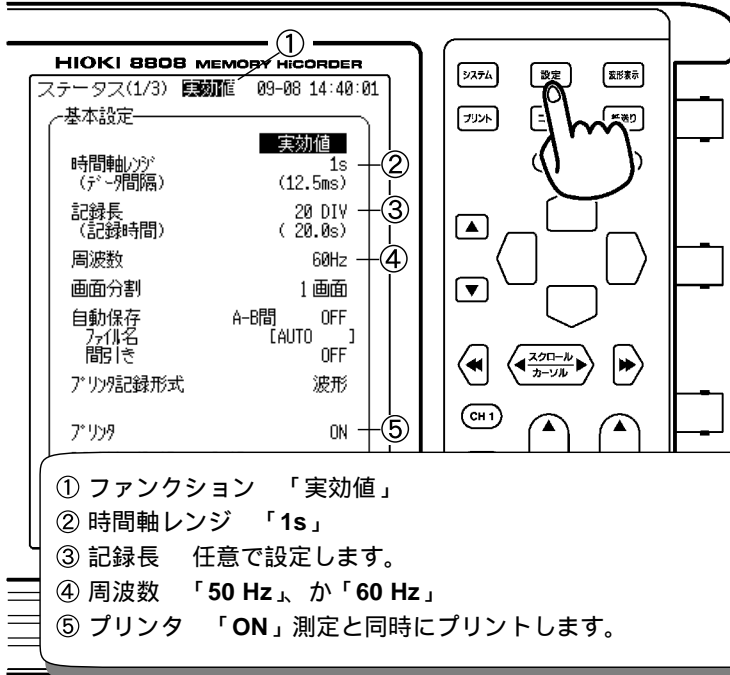 ①
HIOKI 8808 MEMORY HiCORDER
ステータス(1/3) 実効値 09-08 14:40:01
基本設定
実効値
時間軸レンジ 1s ②
(データ間隔) (12.5ms)
記録長 20 DIV ③
(記録時間) ( 20.0s)
周波数 60Hz ④
画面分割 1画面
自動保存 A-B間 OFF
ファイル名 [AUTO ]
間引き OFF
プリンタ記録形式 波形
プリンタ ON ⑤
システム 設定 波形表示
プリント 紙送り
スクロール
カーソル
CH 1
① ファンクション 「実効値」
② 時間軸レンジ 「1s」
③ 記録長 任意で設定します。
④ 周波数 「50 Hz」、か「60 Hz」
⑤ プリンタ 「ON」測定と同時にプリントします。